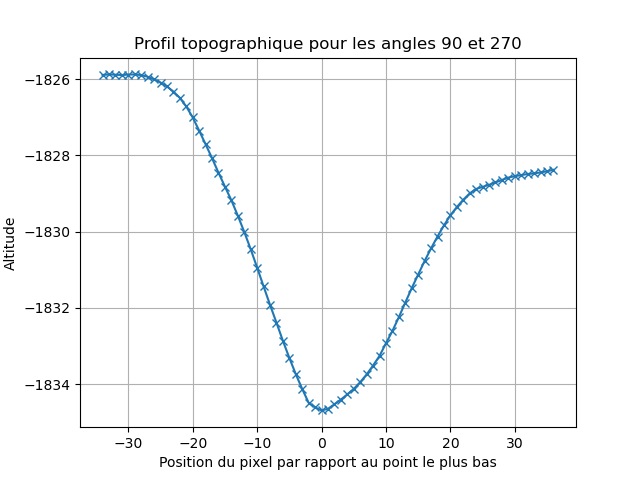 Profil topographique pour les angles 90 et 270
−1826
−1828
−1830
−1832
−1834
Altitude
−30 −20 −10 0 10 20 30
Position du pixel par rapport au point le plus bas